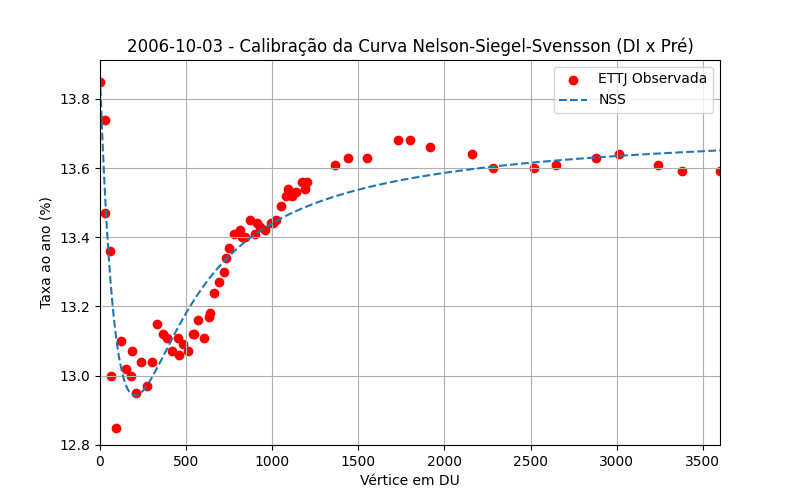 2006-10-03 - Calibração da Curva Nelson-Siegel-Svensson (DI x Pré)
ETTJ Observada
NSS
Taxa ao ano (%)
13.8
13.6
13.4
13.2
13.0
12.8
0 500 1000 1500 2000 2500 3000 3500
Vértice em DU